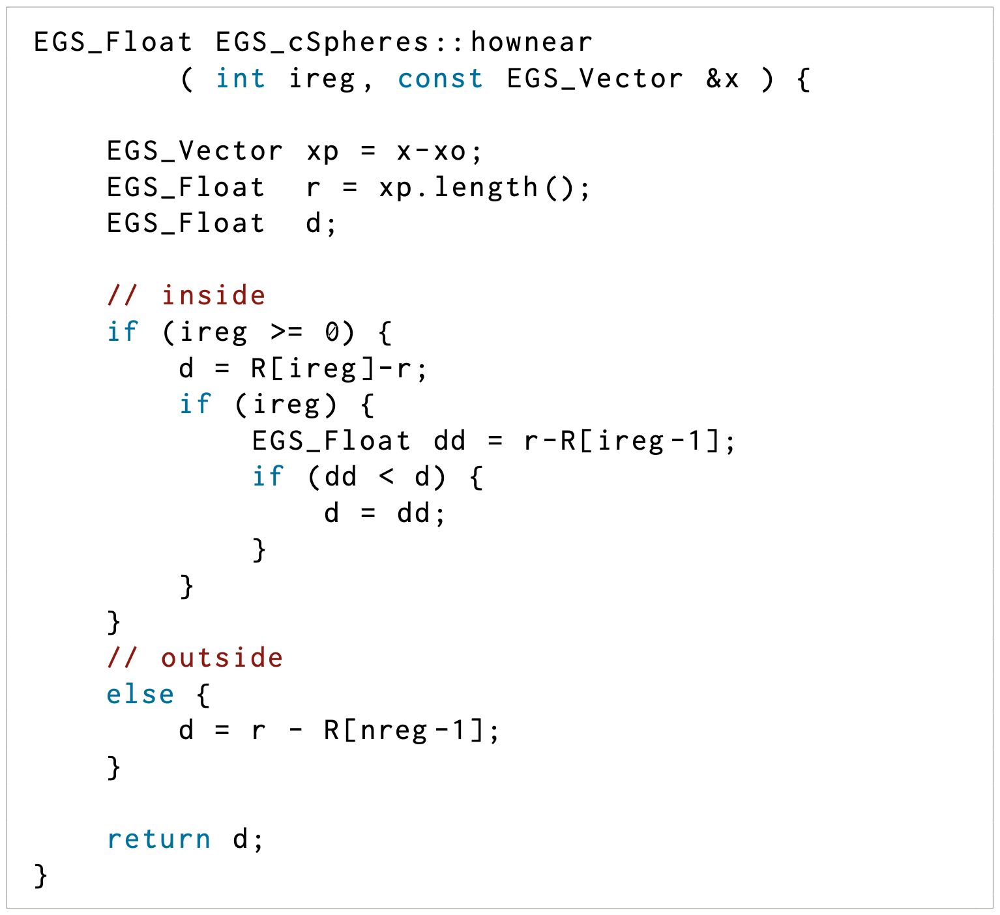 EGS_Float EGS_cSpheres::hownear
( int ireg, const EGS_Vector &x ) {
EGS_Vector xp = x-xo;
EGS_Float r = xp.length();
EGS_Float d;
// inside
if (ireg >= 0) {
d = R[ireg]-r;
if (ireg) {
EGS_Float dd = r-R[ireg-1];
if (dd < d) {
d = dd;
}
}
}
// outside
else {
d = r - R[nreg-1];
}
return d;
}